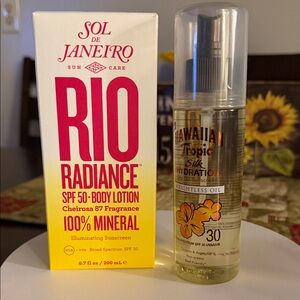 SOL
DE
JANEIRO
SUN CARE
RIO
RADIANCE™
SPF 50 · BODY LOTION
Cheirosa 87 Fragrance
100% MINERAL
Illuminating Sunscreen
Broad Spectrum SPF 50
6.7 fl oz / 200 mL
HAWAIIAN
Tropic
Silk
HYDRATION
WEIGHTLESS OIL
30